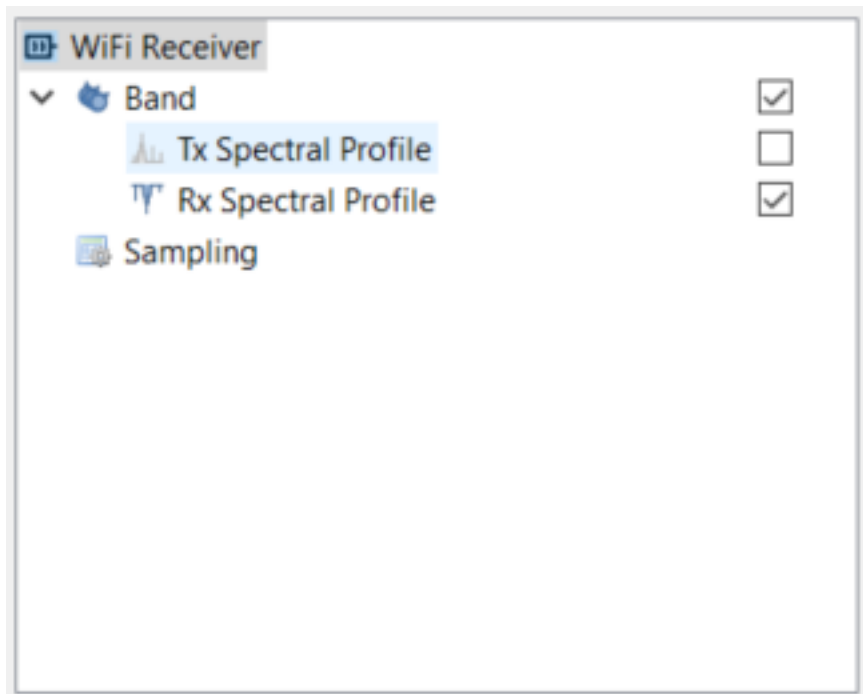 WiFi Receiver
Band
Tx Spectral Profile
Rx Spectral Profile
Sampling